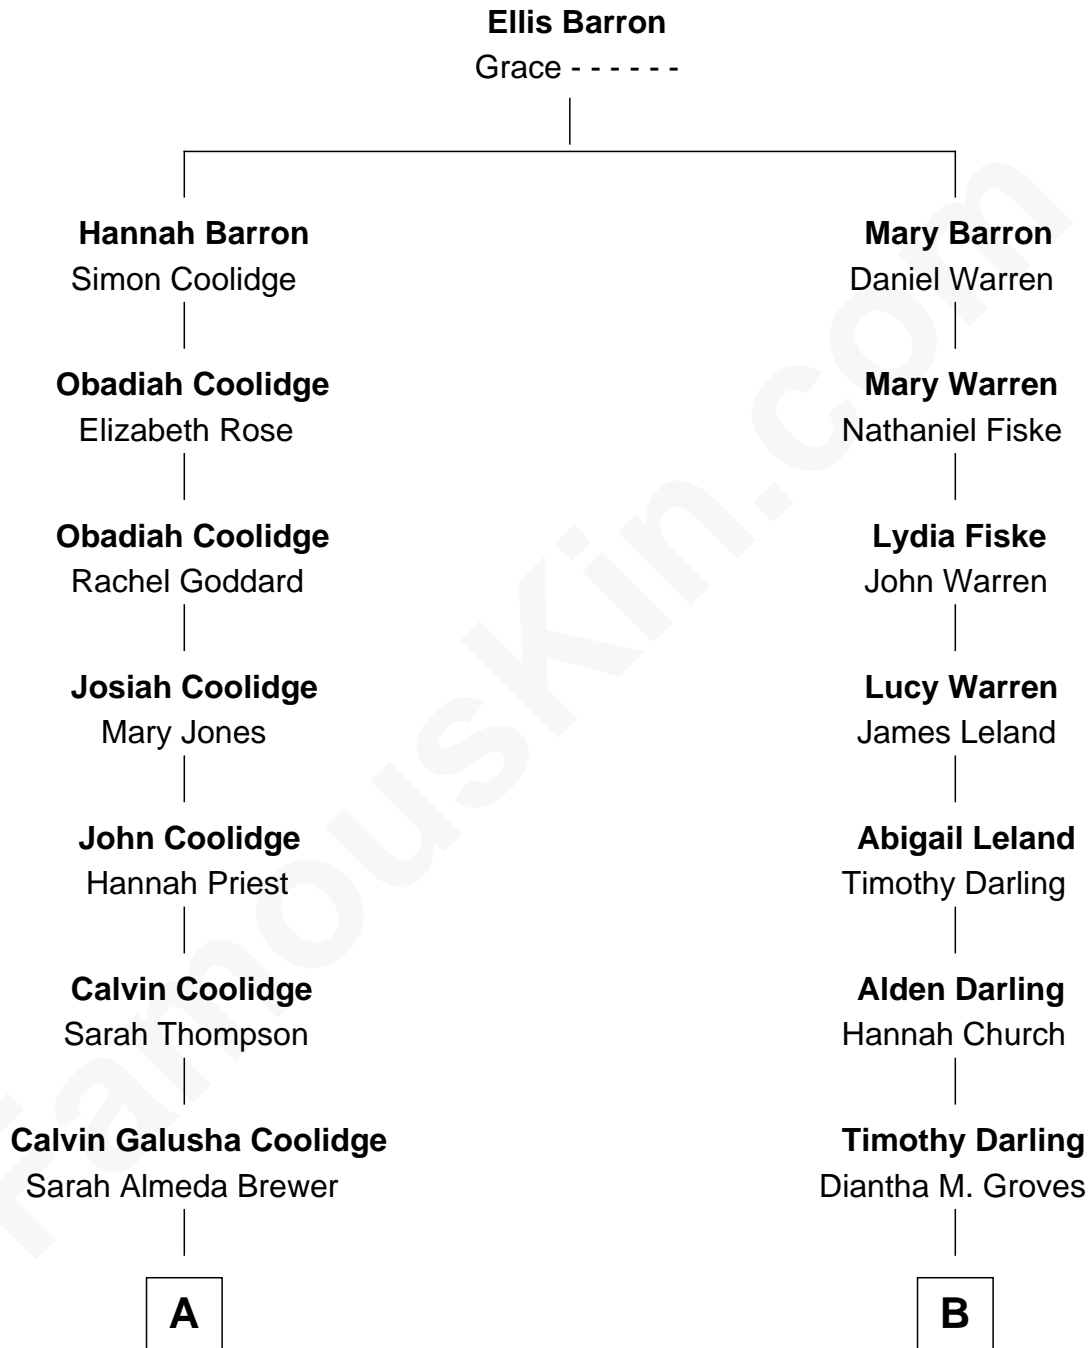 Ellis Barron
Grace - - - - - -
Hannah Barron
Simon Coolidge
Mary Barron
Daniel Warren
Obadiah Coolidge
Elizabeth Rose
Mary Warren
Nathaniel Fiske
Obadiah Coolidge
Rachel Goddard
Lydia Fiske
John Warren
Josiah Coolidge
Mary Jones
Lucy Warren
James Leland
John Coolidge
Hannah Priest
Abigail Leland
Timothy Darling
Calvin Coolidge
Sarah Thompson
Alden Darling
Hannah Church
Calvin Galusha Coolidge
Sarah Almeda Brewer
Timothy Darling
Diantha M. Groves
A
B
FamousKin.com